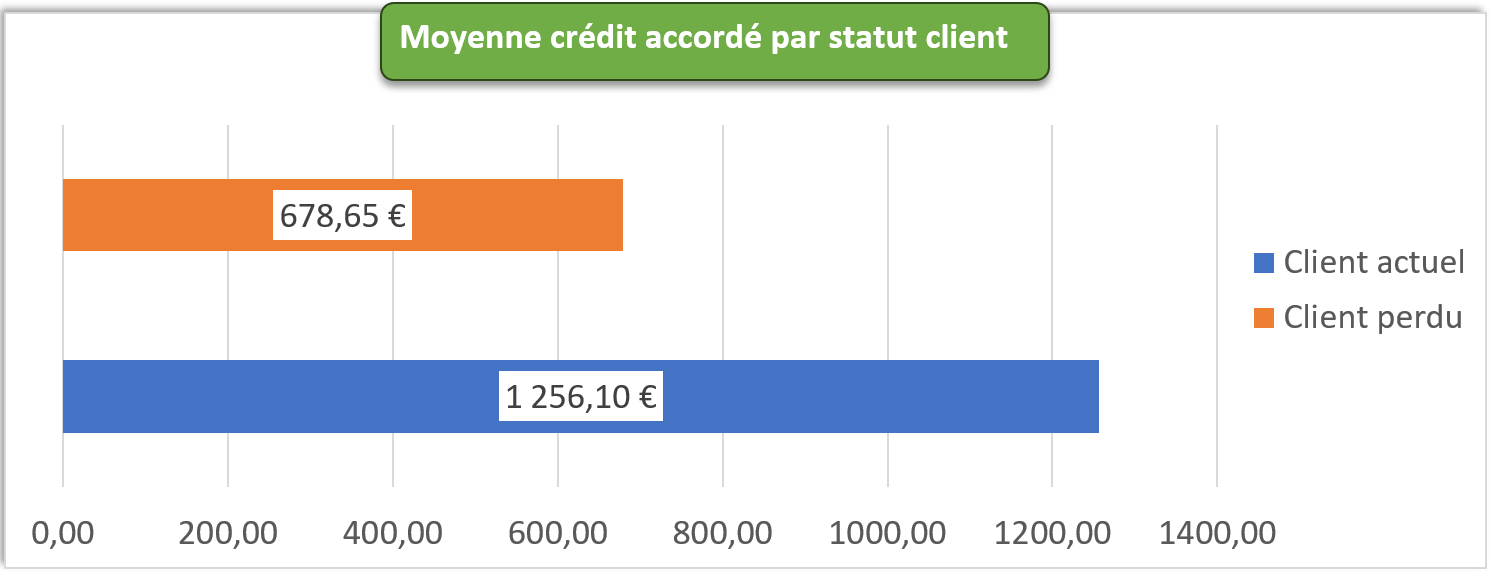 Moyenne crédit accordé par statut client
678,65 €
Client actuel
Client perdu
1 256,10 €
0,00 200,00 400,00 600,00 800,00 1000,00 1200,00 1400,00